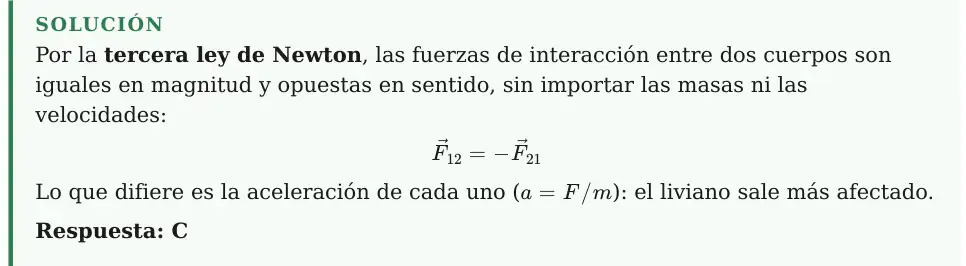 SOLUCIÓN
Por la tercera ley de Newton, las fuerzas de interacción entre dos cuerpos son
iguales en magnitud y opuestas en sentido, sin importar las masas ni las
velocidades:
$\vec{F}_{12} = -\vec{F}_{21}$
Lo que difiere es la aceleración de cada uno ($a = F/m$): el liviano sale más afectado.
Respuesta: C